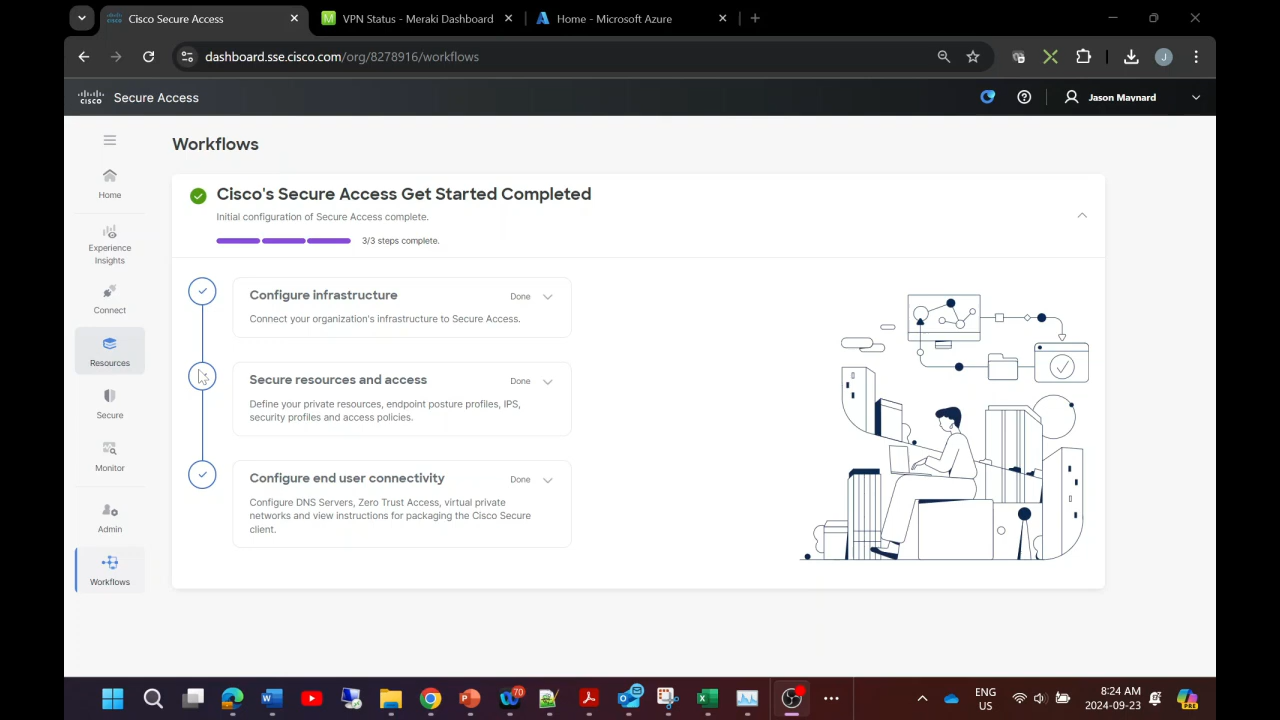 Cisco Secure Access
VPN Status - Meraki Dashboard
Home - Microsoft Azure
dashboard.sse.cisco.com/org/8278916/workflows
J
CISCO
Secure Access
Jason Maynard
Home
Experience
Insights
Connect
Resources
Secure
Monitor
Admin
Workflows
Workflows
Cisco's Secure Access Get Started Completed
Initial configuration of Secure Access complete.
3/3 steps complete.
Configure infrastructure
Done
Connect your organization's infrastructure to Secure Access.
Secure resources and access
Done
Define your private resources, endpoint posture profiles, IPS,
security profiles and access policies.
Configure end user connectivity
Done
Configure DNS Servers, Zero Trust Access, virtual private
networks and view instructions for packaging the Cisco Secure
client.
70
ENG
US
8:24 AM
2024-09-23
PRE